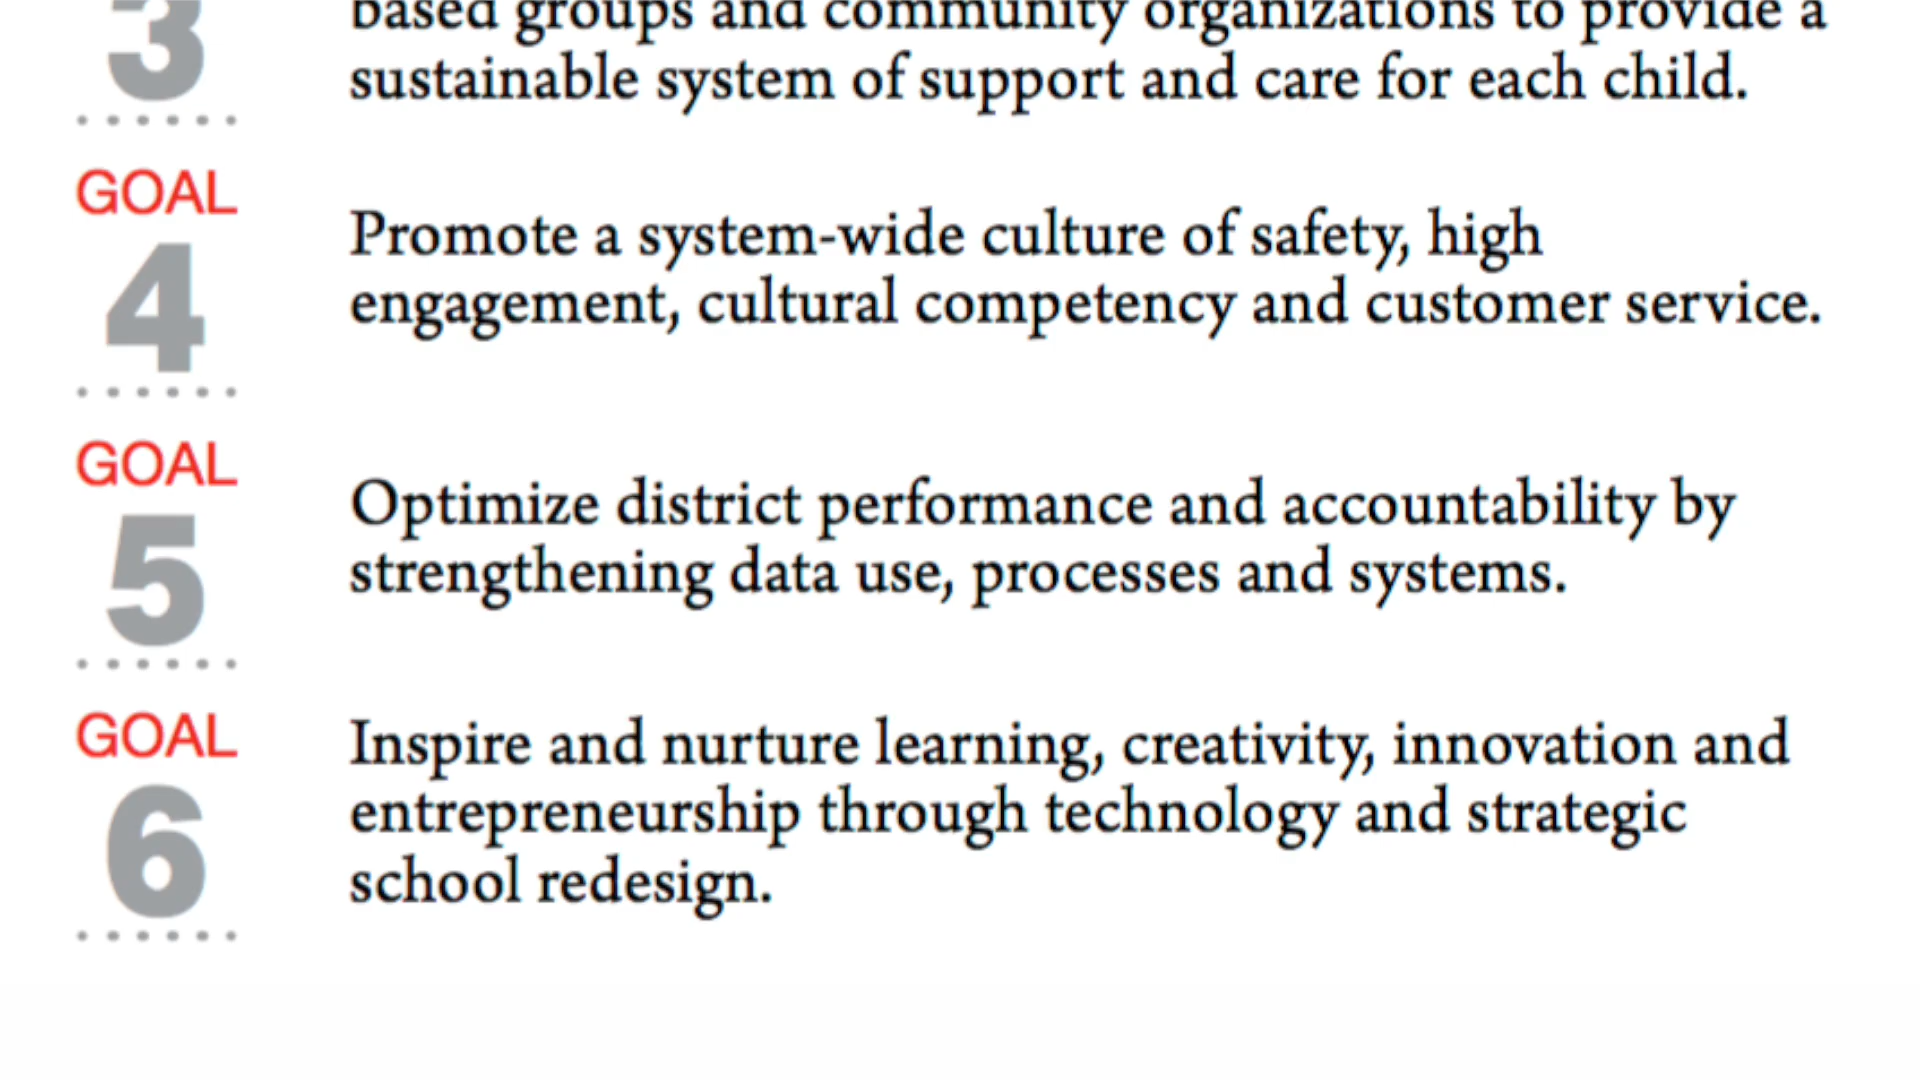 3
based groups and community organizations to provide a
sustainable system of support and care for each child.
GOAL
4
Promote a system-wide culture of safety, high
engagement, cultural competency and customer service.
GOAL
5
Optimize district performance and accountability by
strengthening data use, processes and systems.
GOAL
6
Inspire and nurture learning, creativity, innovation and
entrepreneurship through technology and strategic
school redesign.